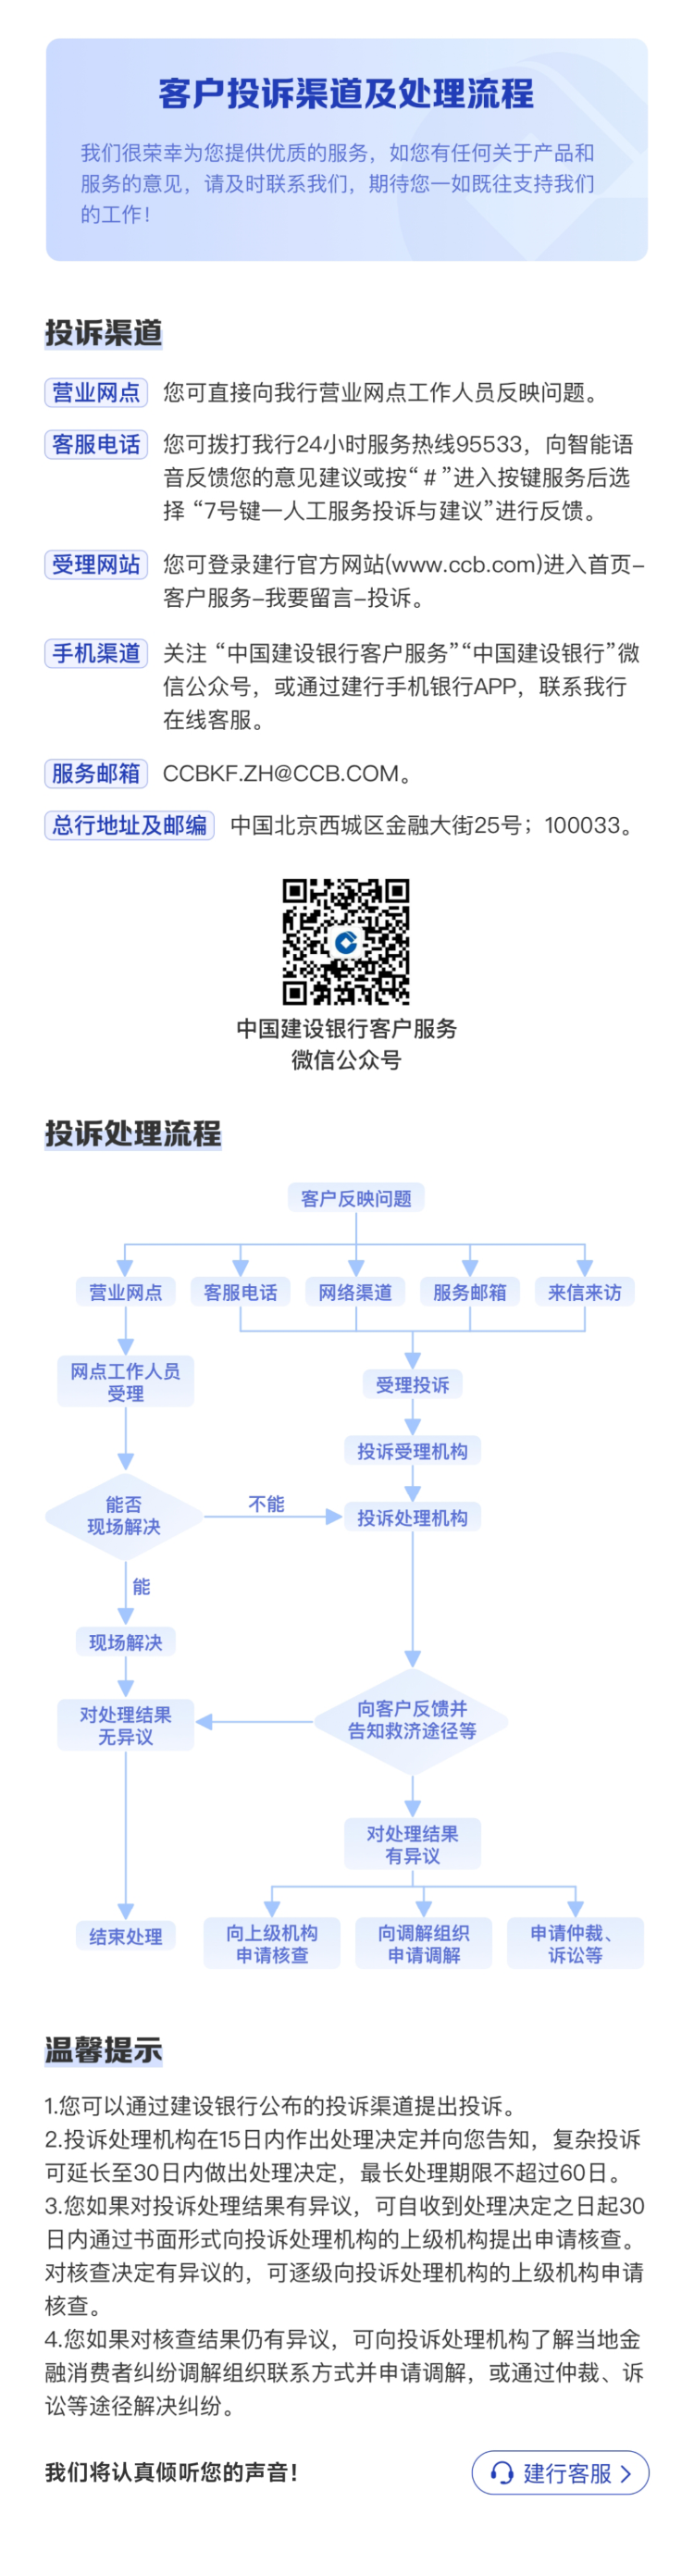 客户投诉渠道及处理流程
我们很荣幸为您提供优质的服务，如您有任何关于产品和
服务的意见，请及时联系我们，期待您一如既往支持我们
的工作！
投诉渠道
营业网点 您可直接向我行营业网点工作人员反映问题。
客服电话 您可拨打我行24小时服务热线95533，向智能语
音反馈您的意见建议或按“＃”进入按键服务后选
择 “7号键一人工服务投诉与建议”进行反馈。
受理网站 您可登录建行官方网站(www.ccb.com)进入首页–
客户服务–我要留言–投诉。
手机渠道 关注 “中国建设银行客户服务”“中国建设银行”微
信公众号，或通过建行手机银行APP，联系我行
在线客服。
服务邮箱 CCBKF.ZH@CCB.COM。
总行地址及邮编 中国北京西城区金融大街25号；100033。
中国建设银行客户服务
微信公众号
投诉处理流程
客户反映问题
营业网点 客服电话 网络渠道 服务邮箱 来信来访
网点工作人员
受理
受理投诉
投诉受理机构
能否
现场解决
不能
投诉处理机构
能
现场解决
对处理结果
无异议
向客户反馈并
告知救济途径等
对处理结果
有异议
结束处理
向上级机构
申请核查
向调解组织
申请调解
申请仲裁、
诉讼等
温馨提示
1.您可以通过建设银行公布的投诉渠道提出投诉。
2.投诉处理机构在15日内作出处理决定并向您告知，复杂投诉
可延长至30日内做出处理决定，最长处理期限不超过60日。
3.您如果对投诉处理结果有异议，可自收到处理决定之日起30
日内通过书面形式向投诉处理机构的上级机构提出申请核查。
对核查决定有异议的，可逐级向投诉处理机构的上级机构申请
核查。
4.您如果对核查结果仍有异议，可向投诉处理机构了解当地金
融消费者纠纷调解组织联系方式并申请调解，或通过仲裁、诉
讼等途径解决纠纷。
我们将认真倾听您的声音！
建行客服